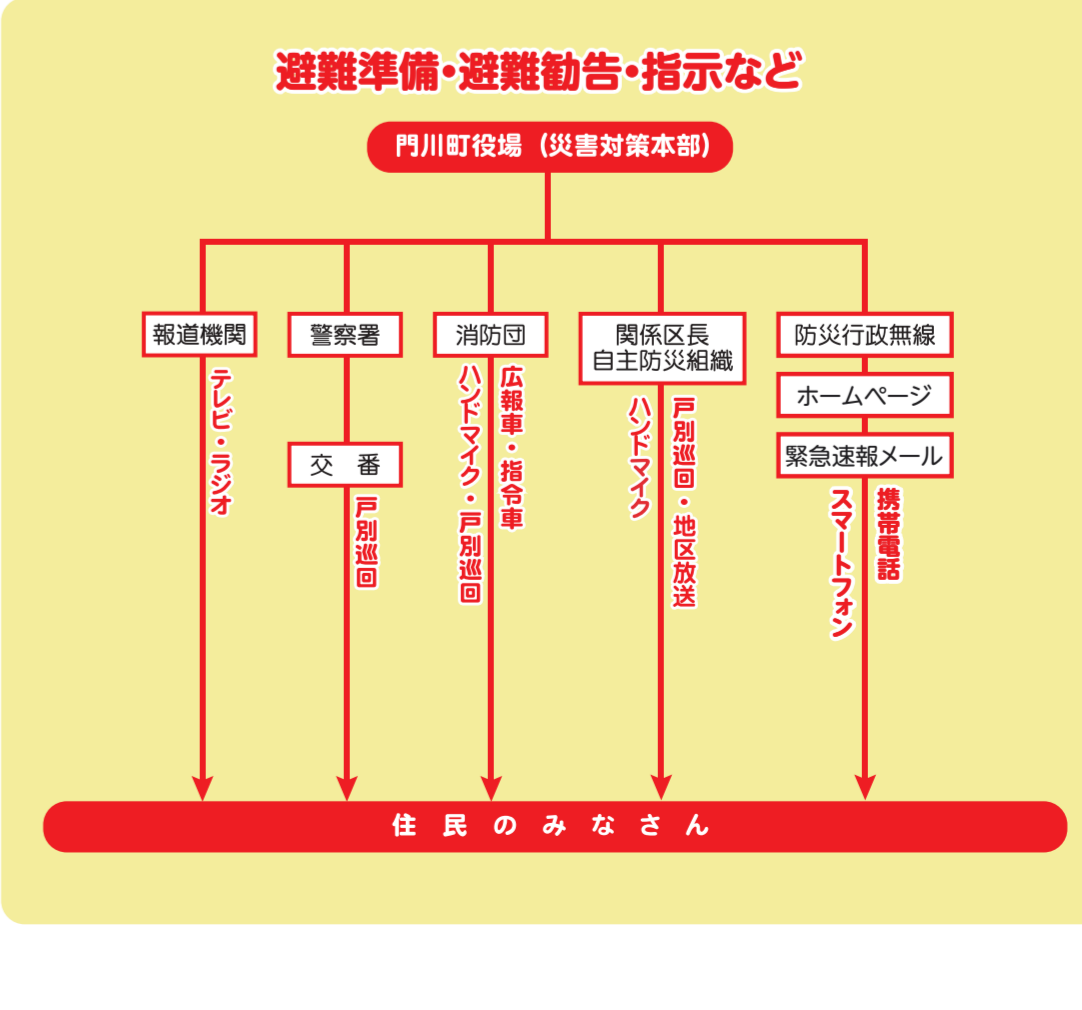 避難準備・避難勧告・指示など
門川町役場（災害対策本部）
報道機関
テレビ・ラジオ
警察署
交　番
戸別巡回
消防団
広報車・指令車
ハンドマイク・戸別巡回
関係区長
自主防災組織
戸別巡回・地区放送
ハンドマイク
防災行政無線
ホームページ
緊急速報メール
携帯電話
スマートフォン
住　民　の　み　な　さ　ん